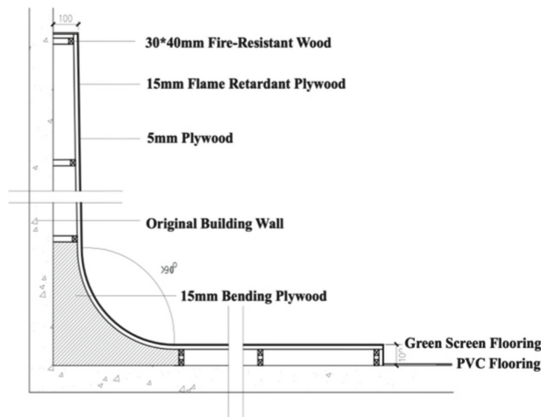 100
30*40mm Fire-Resistant Wood
15mm Flame Retardant Plywood
5mm Plywood
Original Building Wall
>90°
15mm Bending Plywood
Green Screen Flooring
100
PVC Flooring